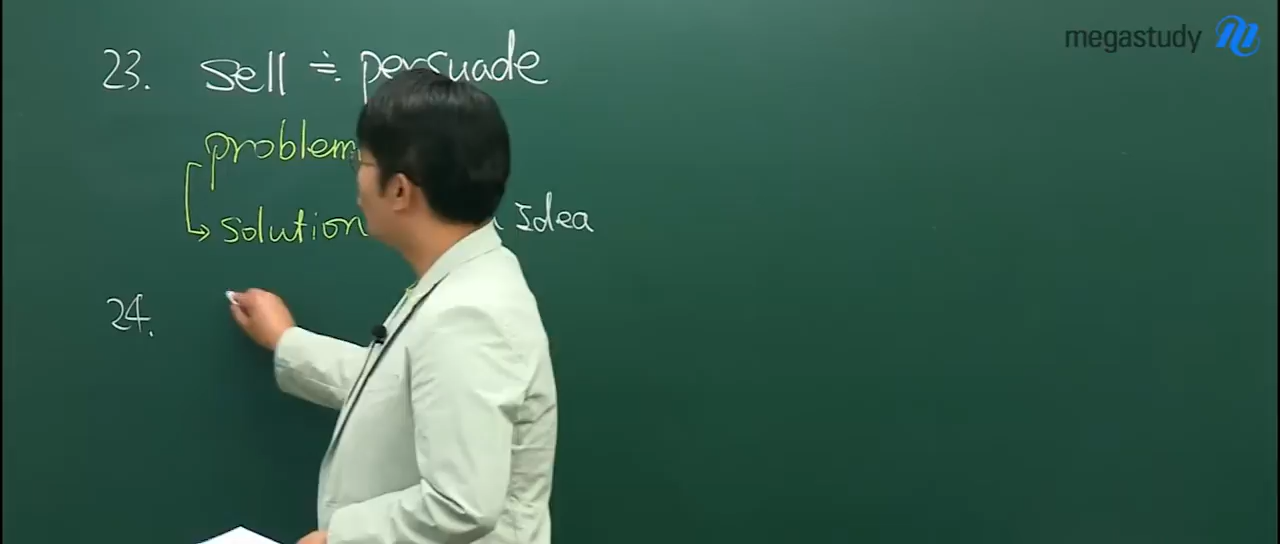 megastudy
23. sell ≒ persuade
problem
solution Idea
24.